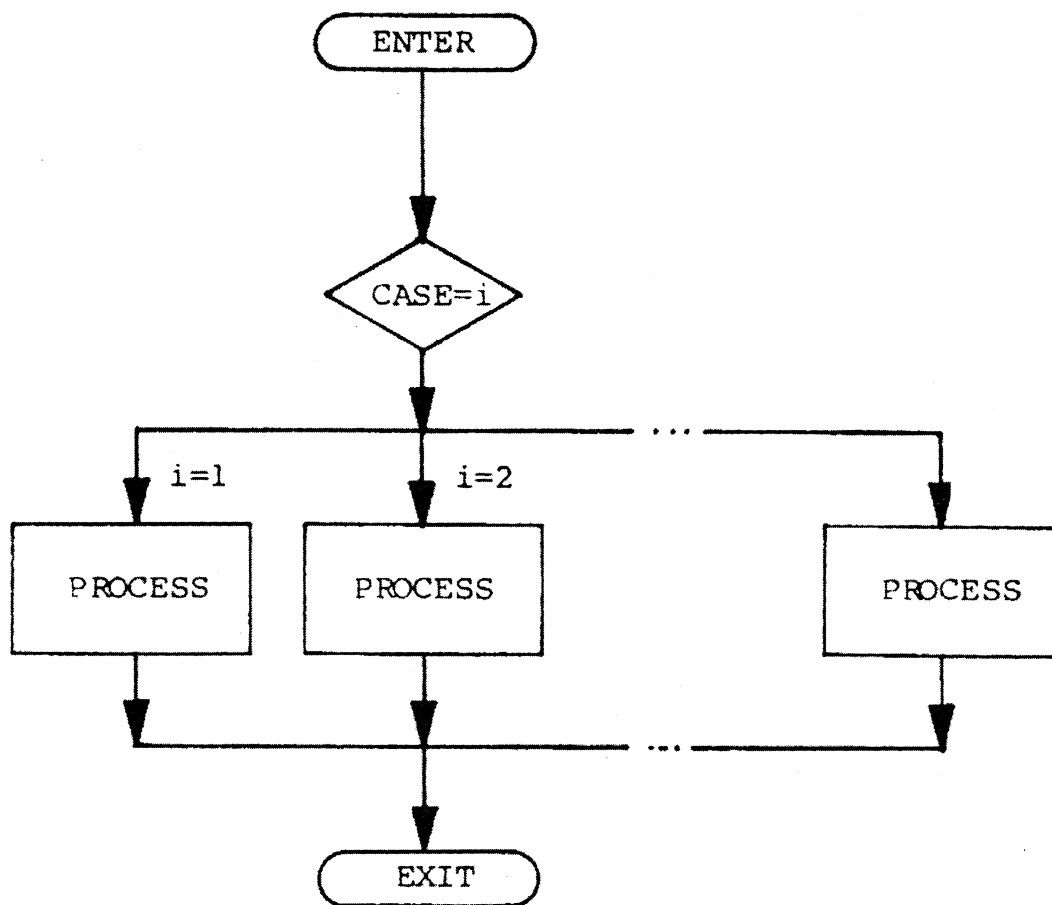 ENTER
CASE=i
...
i=1
i=2
PROCESS
PROCESS
PROCESS
...
EXIT